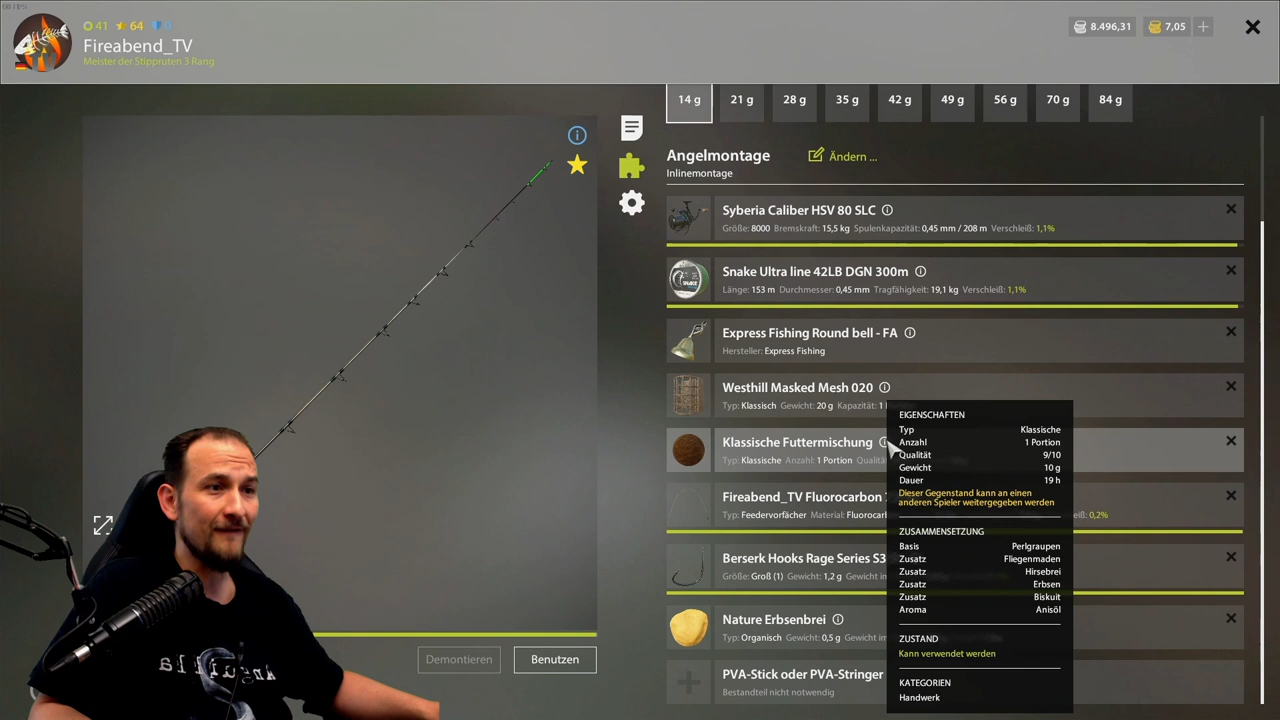 41 64 0
Fireabend_TV
Meister der Stippruten 3 Rang
8.496,31 7,05
14 g 21 g 28 g 35 g 42 g 49 g 56 g 70 g 84 g
Angelmontage Ändern ...
Inlinemontage
Syberia Caliber HSV 80 SLC
Größe: 8000 Bremskraft: 15,5 kg Spulenkapazität: 0,45 mm / 208 m Verschleiß: 1,1%
Snake Ultra line 42LB DGN 300m
Länge: 153 m Durchmesser: 0,45 mm Tragfähigkeit: 19,1 kg Verschleiß: 1,1%
Express Fishing Round bell - FA
Hersteller: Express Fishing
Westhill Masked Mesh 020
Typ: Klassisch Gewicht: 20 g Kapazität: 1
Klassische Futtermischung
Typ: Klassische Anzahl: 1 Portion
Fireabend_TV Fluorocarbon
Typ: Feedervorfächer Material: 0,2%
Berserk Hooks Rage Series S3
Größe: Groß (1) Gewicht: 1,2 g Gewicht
Nature Erbsenbrei
Typ: Organisch Gewicht: 0,5 g Gewicht
PVA-Stick oder PVA-Stringer
Bestandteil nicht notwendig
EIGENSCHAFTEN
Typ Klassische
Anzahl 1 Portion
Qualität 9/10
Gewicht 10 g
Dauer 19 h
Dieser Gegenstand kann an einen
anderen Spieler weitergegeben werden
ZUSAMMENSETZUNG
Basis Perlgraupen
Zusatz Fliegenmaden
Zusatz Hirsebrei
Zusatz Erbsen
Zusatz Biskuit
Aroma Anisöl
ZUSTAND
Kann verwendet werden
KATEGORIEN
Handwerk
Demontieren Benutzen